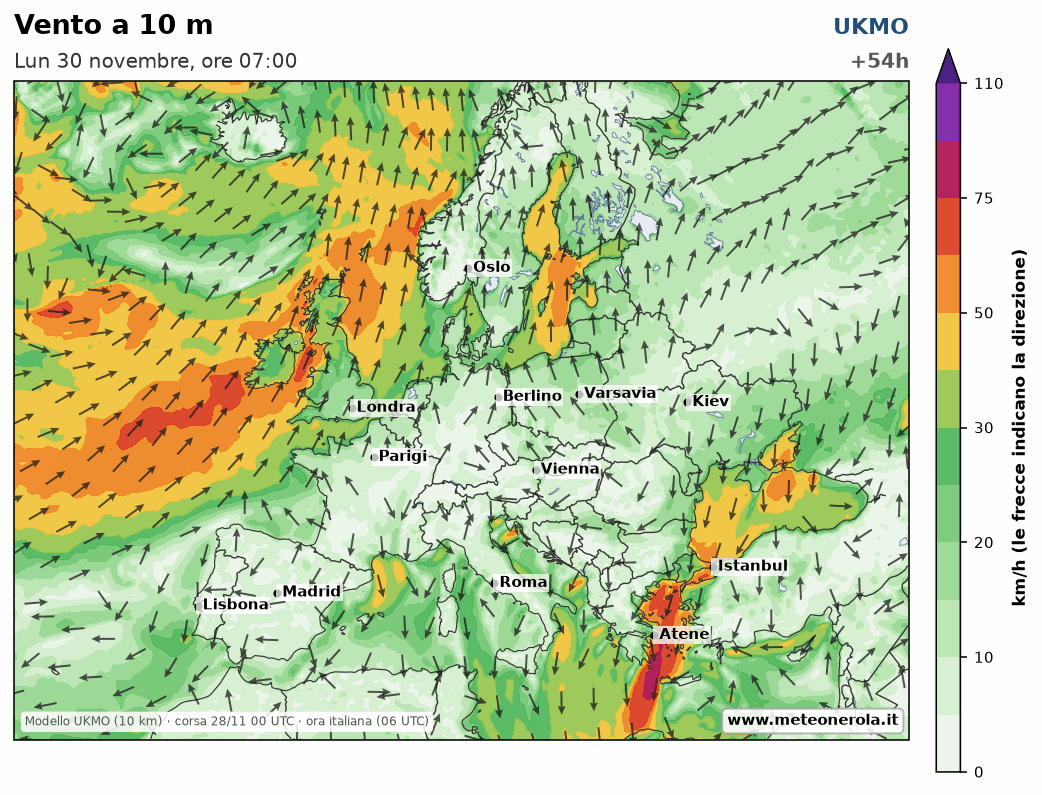 Vento a 10 m
UKMO
Lun 30 novembre, ore 07:00
+54h
110
75
50
30
20
10
0
km/h (le frecce indicano la direzione)
Oslo
Londra
Berlino
Varsavia
Kiev
Parigi
Vienna
Istanbul
Roma
Madrid
Lisbona
Atene
Modello UKMO (10 km) · corsa 28/11 00 UTC · ora italiana (06 UTC)
www.meteonerola.it